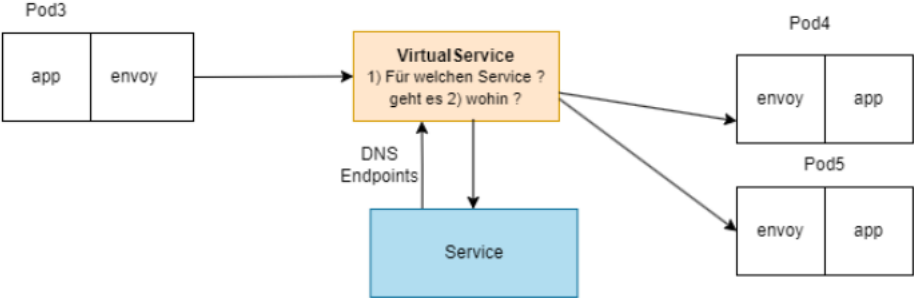 Pod3
app
envoy
VirtualService
1) Für welchen Service ?
geht es 2) wohin ?
DNS
Endpoints
Service
Pod4
envoy
app
Pod5
envoy
app